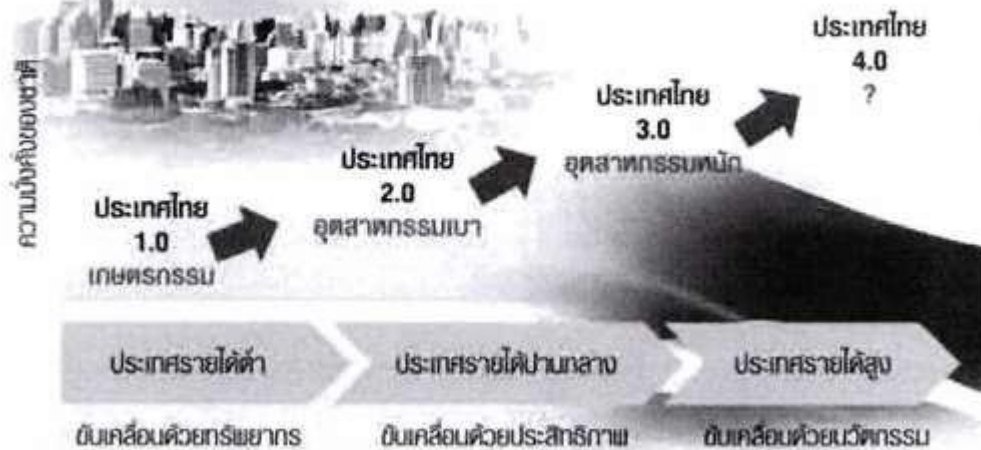 ความมั่งคั่งของชาติ
ประเทศไทย
1.0
เกษตรกรรม
ประเทศไทย
2.0
อุตสาหกรรมเบา
ประเทศไทย
3.0
อุตสาหกรรมหนัก
ประเทศไทย
4.0
?
ประเทศรายได้ต่ำ
ประเทศรายได้ปานกลาง
ประเทศรายได้สูง
ขับเคลื่อนด้วยทรัพยากร
ขับเคลื่อนด้วยประสิทธิภาพ
ขับเคลื่อนด้วยนวัตกรรม